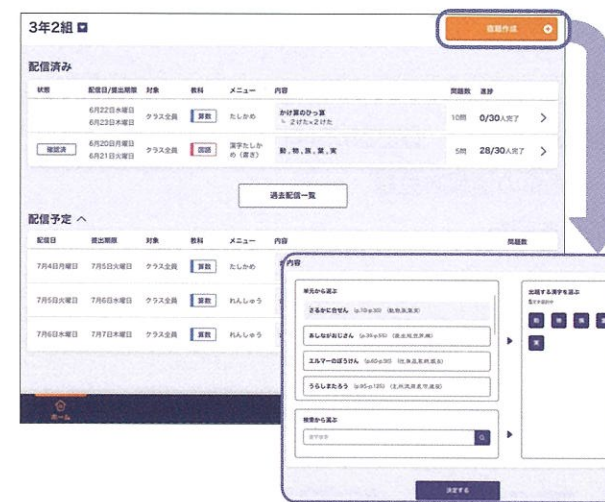 3年2組
宿題作成
配信済み
状態 配信日/提出期限 対象 教科 メニュー 内容 問題数 進捗
6月22日水曜日
6月23日木曜日
クラス全員 算数 たしかめ
かけ算のひっ算
└ 2けた×2けた
10問 0/30人完了
確認済
6月20日月曜日
6月21日火曜日
クラス全員 国語
漢字たしか
め（書き）
動，物，族，葉，実
5問 28/30人完了
過去配信一覧
配信予定
配信日 提出期限 対象 教科 メニュー 内容 問題数
7月4日月曜日 7月5日火曜日 クラス全員 算数 たしかめ
7月5日火曜日 7月6日水曜日 クラス全員 算数 れんしゅう
7月6日水曜日 7月7日木曜日 クラス全員 算数 れんしゅう
ホーム
内容
単元から選ぶ
さるかに合せん
あしながおじさん
エルマーのぼうけん
うらしまたろう
検索から選ぶ
漢字検索
出題する漢字を選ぶ
動 物 族
実
決定する